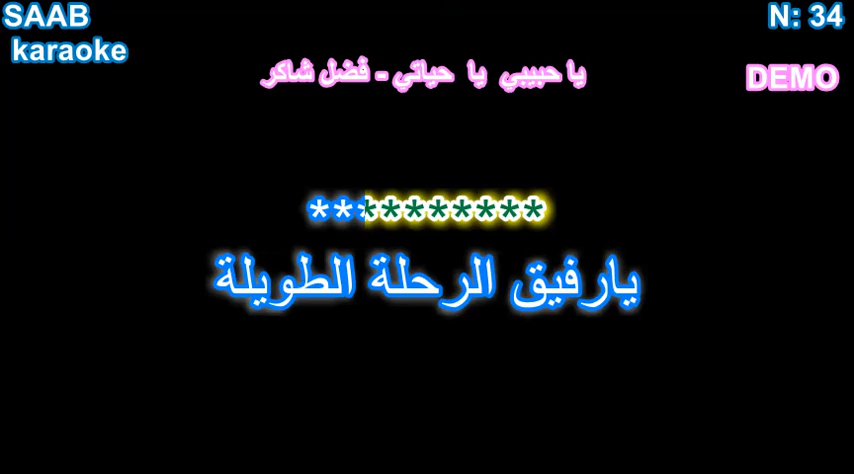 SAAB
karaoke
N: 34
يا حبيبي يا حياتي - فضل شاكر
DEMO
**********
يارفيق الرحلة الطويلة